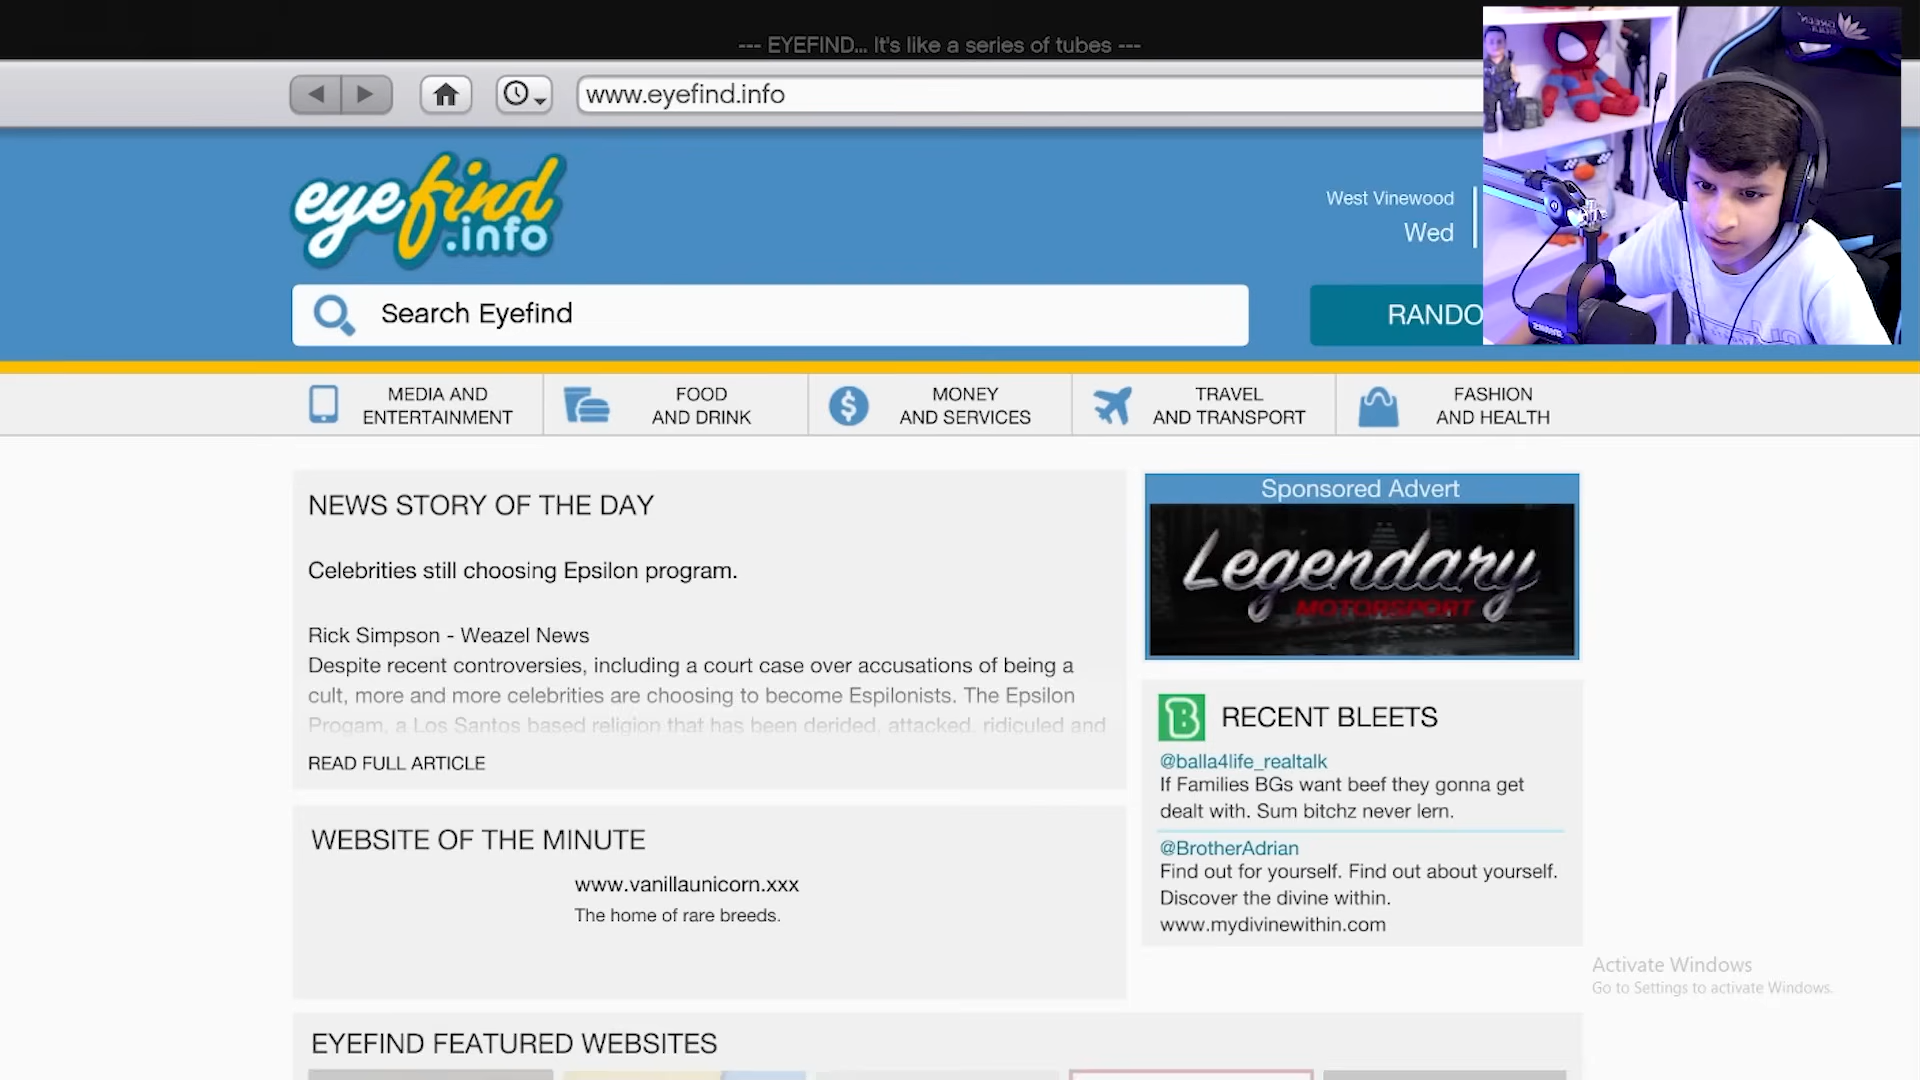 --- EYEFIND... It's like a series of tubes ---
www.eyefind.info
eyefind
.info
West Vinewood
Wed
Search Eyefind
RANDO
MEDIA AND
ENTERTAINMENT
FOOD
AND DRINK
MONEY
AND SERVICES
TRAVEL
AND TRANSPORT
FASHION
AND HEALTH
NEWS STORY OF THE DAY
Celebrities still choosing Epsilon program.
Rick Simpson - Weazel News
Despite recent controversies, including a court case over accusations of being a
cult, more and more celebrities are choosing to become Espilonists. The Epsilon
Progam, a Los Santos based religion that has been derided, attacked, ridiculed and
READ FULL ARTICLE
WEBSITE OF THE MINUTE
www.vanillaunicorn.xxx
The home of rare breeds.
Sponsored Advert
Legendary
MOTORSPORT
B RECENT BLEETS
@balla4life_realtalk
If Families BGs want beef they gonna get
dealt with. Sum bitchz never lern.
@BrotherAdrian
Find out for yourself. Find out about yourself.
Discover the divine within.
www.mydivinewithin.com
Activate Windows
Go to Settings to activate Windows.
EYEFIND FEATURED WEBSITES